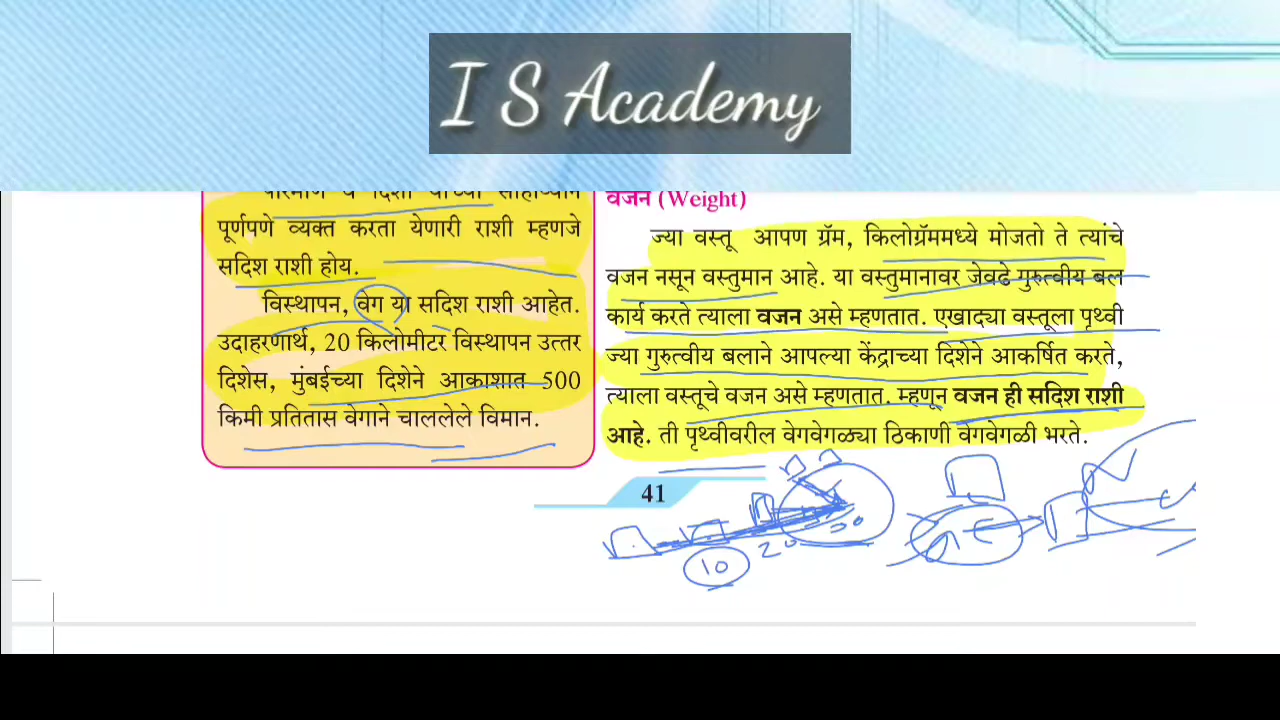 I S Academy
पूर्णपणे व्यक्त करता येणारी राशी म्हणजे
सदिश राशी होय.
विस्थापन, वेग या सदिश राशी आहेत.
उदाहरणार्थ, 20 किलोमीटर विस्थापन उत्तर
दिशेस, मुंबईच्या दिशेने आकाशात 500
किमी प्रतितास वेगाने चाललेले विमान.
वजन (Weight)
ज्या वस्तू आपण ग्रॅम, किलोग्रॅममध्ये मोजतो ते त्यांचे
वजन नसून वस्तुमान आहे. या वस्तुमानावर जेवढे गुरुत्वीय बल
कार्य करते त्याला वजन असे म्हणतात. एखाद्या वस्तूला पृथ्वी
ज्या गुरुत्वीय बलाने आपल्या केंद्राच्या दिशेने आकर्षित करते,
त्याला वस्तूचे वजन असे म्हणतात. म्हणून वजन ही सदिश राशी
आहे. ती पृथ्वीवरील वेगवेगळ्या ठिकाणी वेगवेगळी भरते.
41
10
20
30